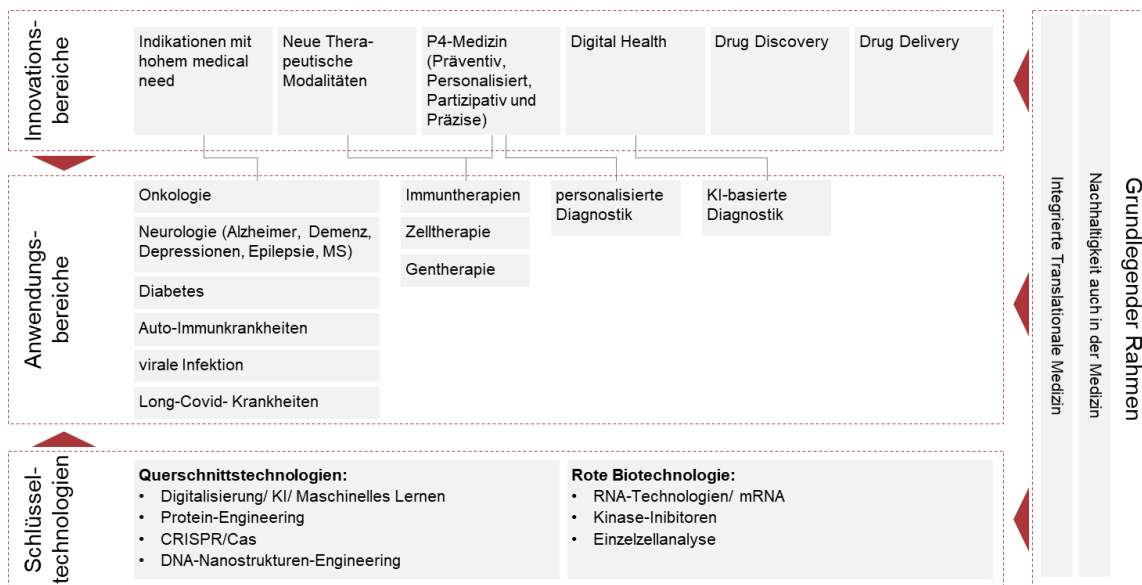 Innovations-
bereiche
Indikationen mit
hohem medical
need
Neue Thera-
peutische
Modalitäten
P4-Medizin
(Präventiv,
Personalisiert,
Partizipativ und
Präzise)
Digital Health
Drug Discovery
Drug Delivery
Anwendungs-
bereiche
Onkologie
Neurologie (Alzheimer, Demenz,
Depressionen, Epilepsie, MS)
Diabetes
Auto-Immunkrankheiten
virale Infektion
Long-Covid- Krankheiten
Immuntherapien
Zelltherapie
Gentherapie
personalisierte
Diagnostik
KI-basierte
Diagnostik
Schlüssel-
technologien
Querschnittstechnologien:
• Digitalisierung/ KI/ Maschinelles Lernen
• Protein-Engineering
• CRISPR/Cas
• DNA-Nanostrukturen-Engineering
Rote Biotechnologie:
• RNA-Technologien/ mRNA
• Kinase-Inibitoren
• Einzelzellanalyse
Grundlegender Rahmen
Nachhaltigkeit auch in der Medizin
Integrierte Translationale Medizin